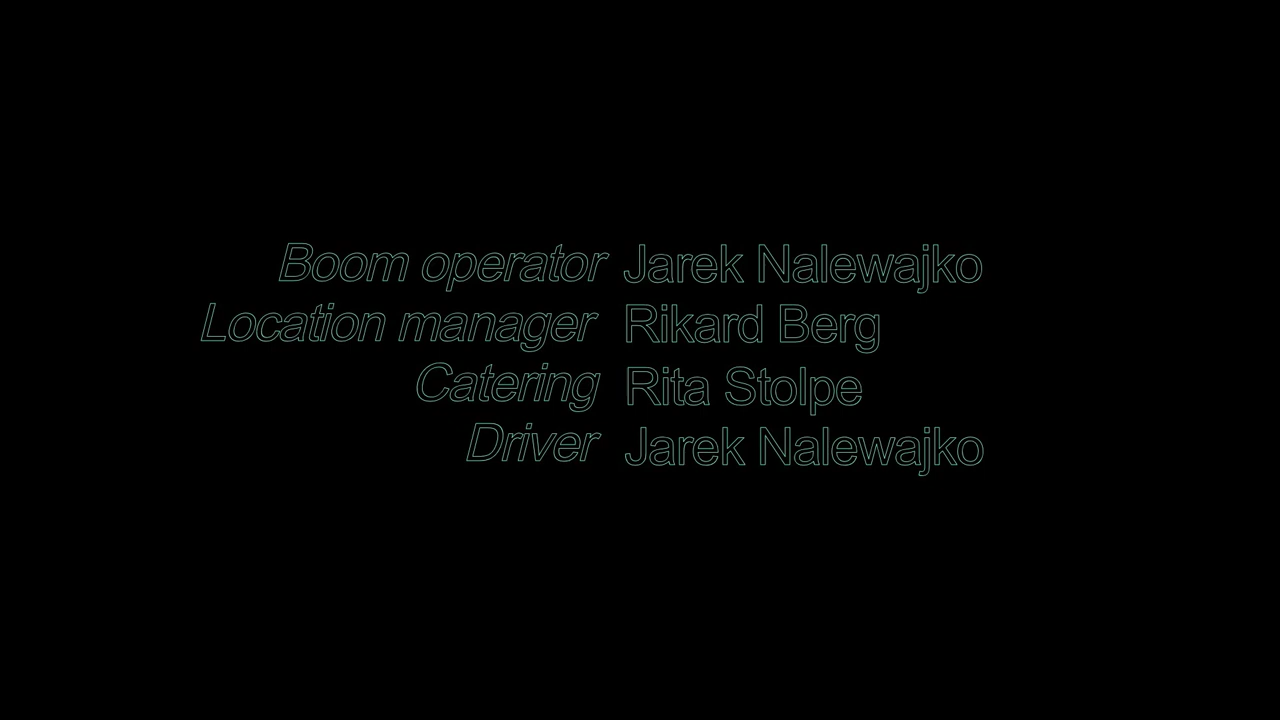 Boom operator Jarek Nalewajko
Location manager Rikard Berg
Catering Rita Stolpe
Driver Jarek Nalewajko